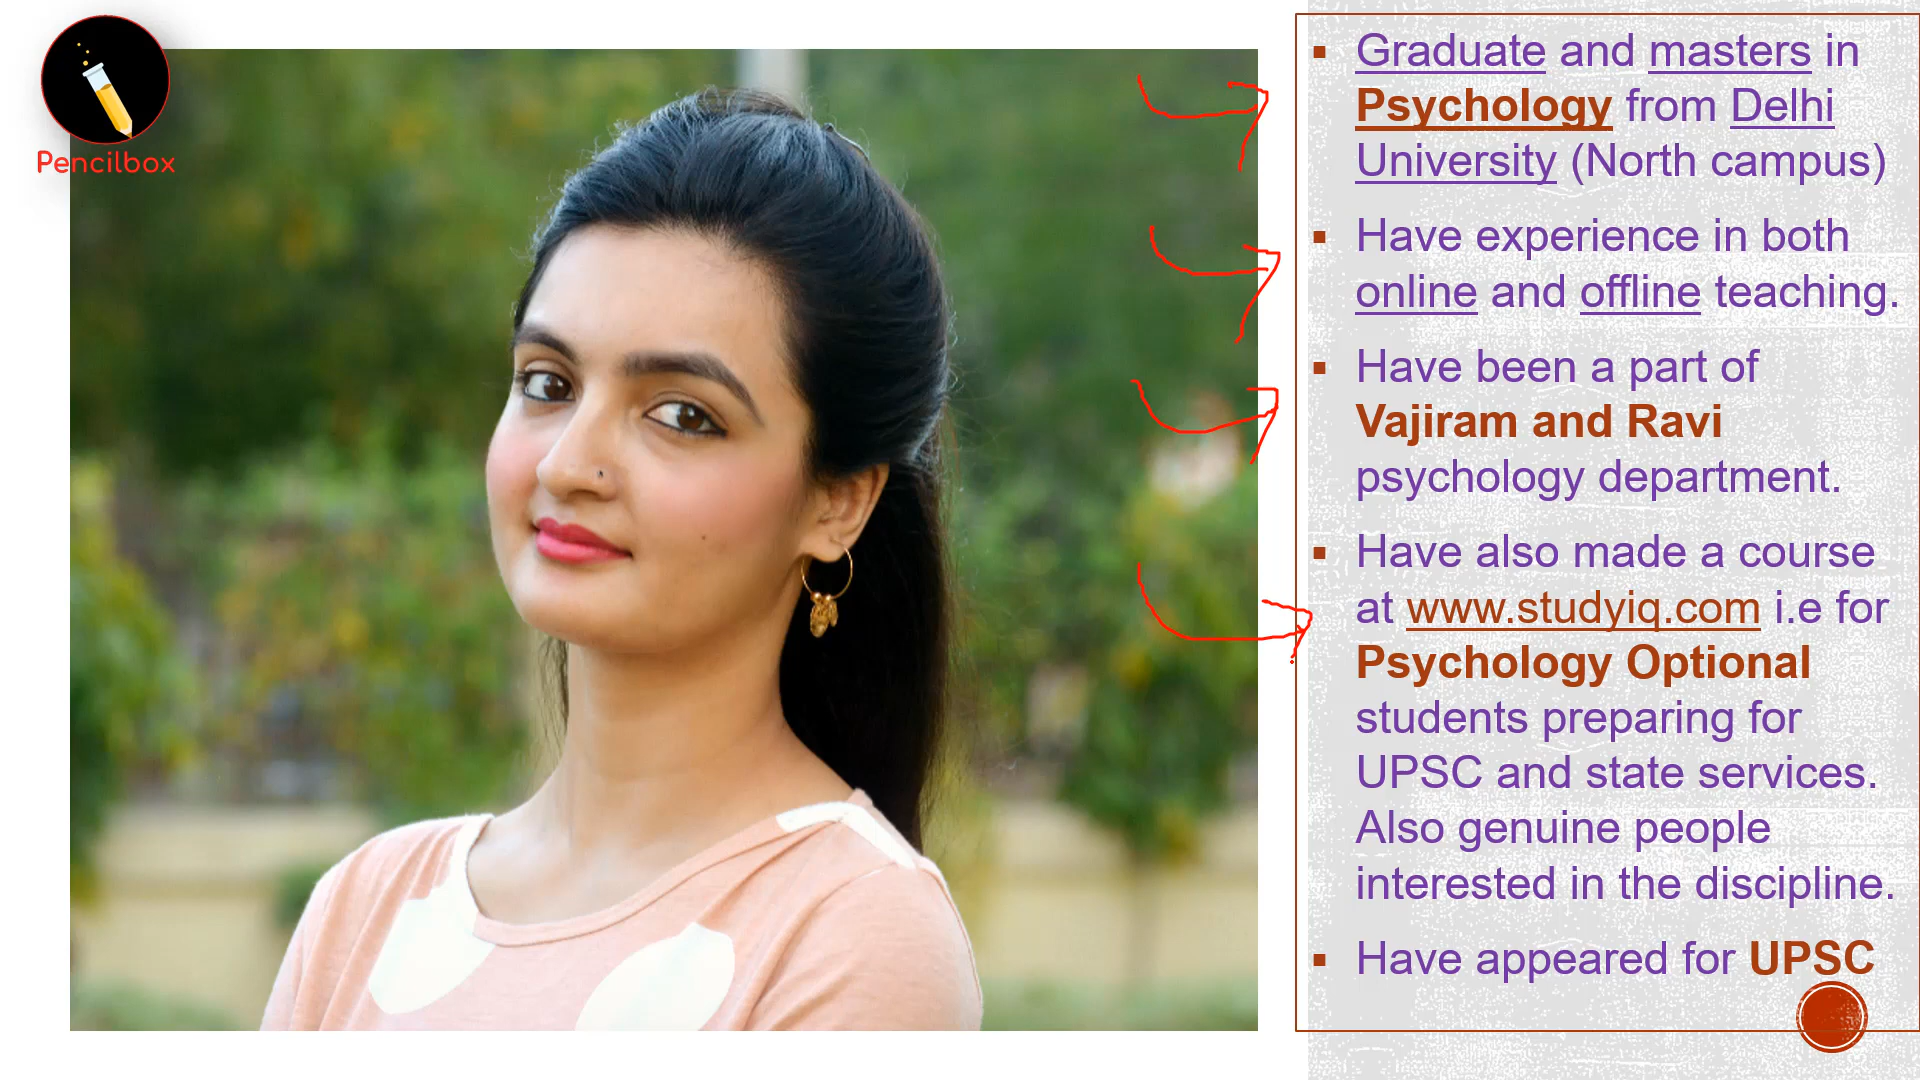 Pencilbox
Graduate and masters in
Psychology from Delhi
University (North campus)
Have experience in both
online and offline teaching.
Have been a part of
Vajiram and Ravi
psychology department.
Have also made a course
at www.studyiq.com i.e for
Psychology Optional
students preparing for
UPSC and state services.
Also genuine people
interested in the discipline.
Have appeared for UPSC